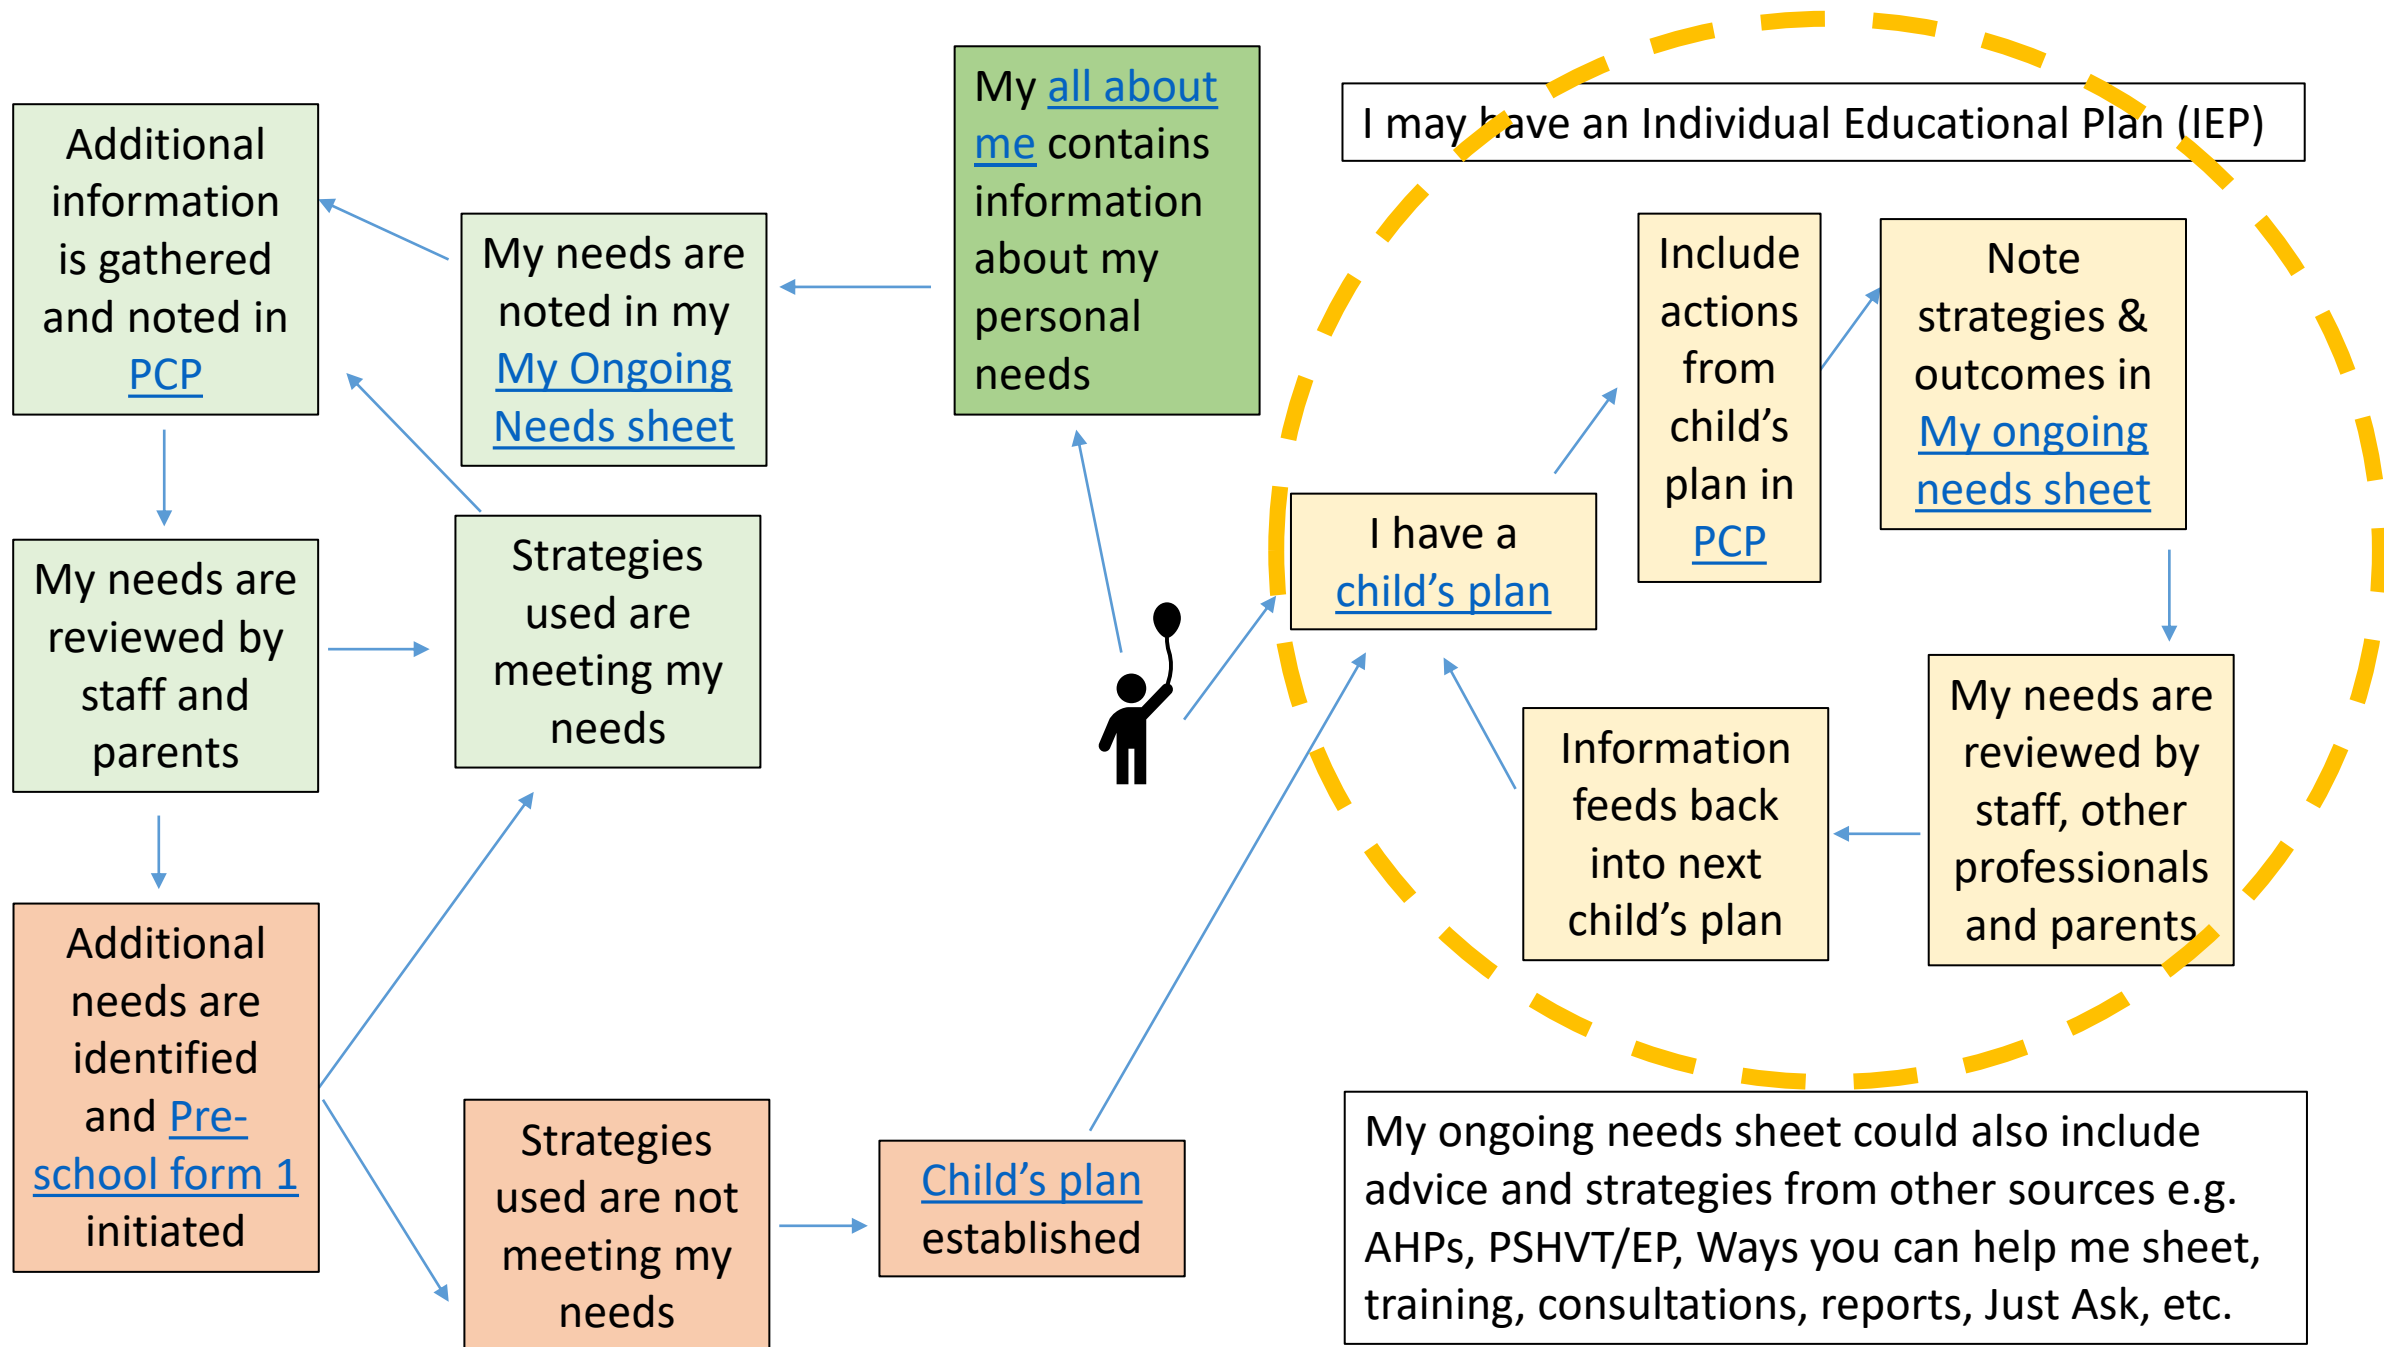 Additional
information
is gathered
and noted in
PCP
My needs are
noted in my
My Ongoing
Needs sheet
My all about
me contains
information
about my
personal
needs
My needs are
reviewed by
staff and
parents
Strategies
used are
meeting my
needs
Additional
needs are
identified
and Pre-
school form 1
initiated
Strategies
used are not
meeting my
needs
Child’s plan
established
I may have an Individual Educational Plan (IEP)
I have a
child’s plan
Include
actions
from
child’s
plan in
PCP
Note
strategies &
outcomes in
My ongoing
needs sheet
My needs are
reviewed by
staff, other
professionals
and parents
Information
feeds back
into next
child’s plan
My ongoing needs sheet could also include
advice and strategies from other sources e.g.
AHPs, PSHVT/EP, Ways you can help me sheet,
training, consultations, reports, Just Ask, etc.